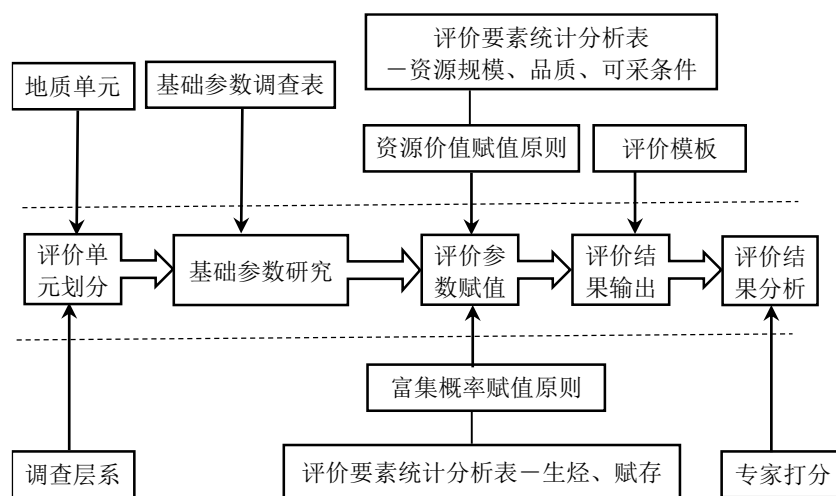 评价要素统计分析表
－资源规模、品质、可采条件
地质单元
基础参数调查表
资源价值赋值原则
评价模板
评价单
元划分
基础参数研究
评价参
数赋值
评价结
果输出
评价结
果分析
富集概率赋值原则
调查层系
评价要素统计分析表－生烃、赋存
专家打分